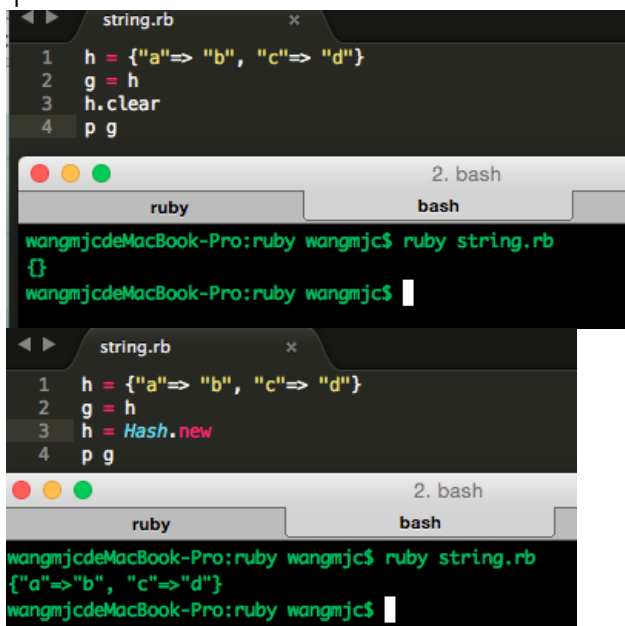 string.rb ×
1 h = {"a"=> "b", "c"=> "d"}
2 g = h
3 h.clear
4 p g
2. bash
ruby bash
wangmjcdeMacBook-Pro:ruby wangmjc$ ruby string.rb
{}
wangmjcdeMacBook-Pro:ruby wangmjc$
string.rb ×
1 h = {"a"=> "b", "c"=> "d"}
2 g = h
3 h = Hash.new
4 p g
2. bash
ruby bash
wangmjcdeMacBook-Pro:ruby wangmjc$ ruby string.rb
{"a"=>"b", "c"=>"d"}
wangmjcdeMacBook-Pro:ruby wangmjc$